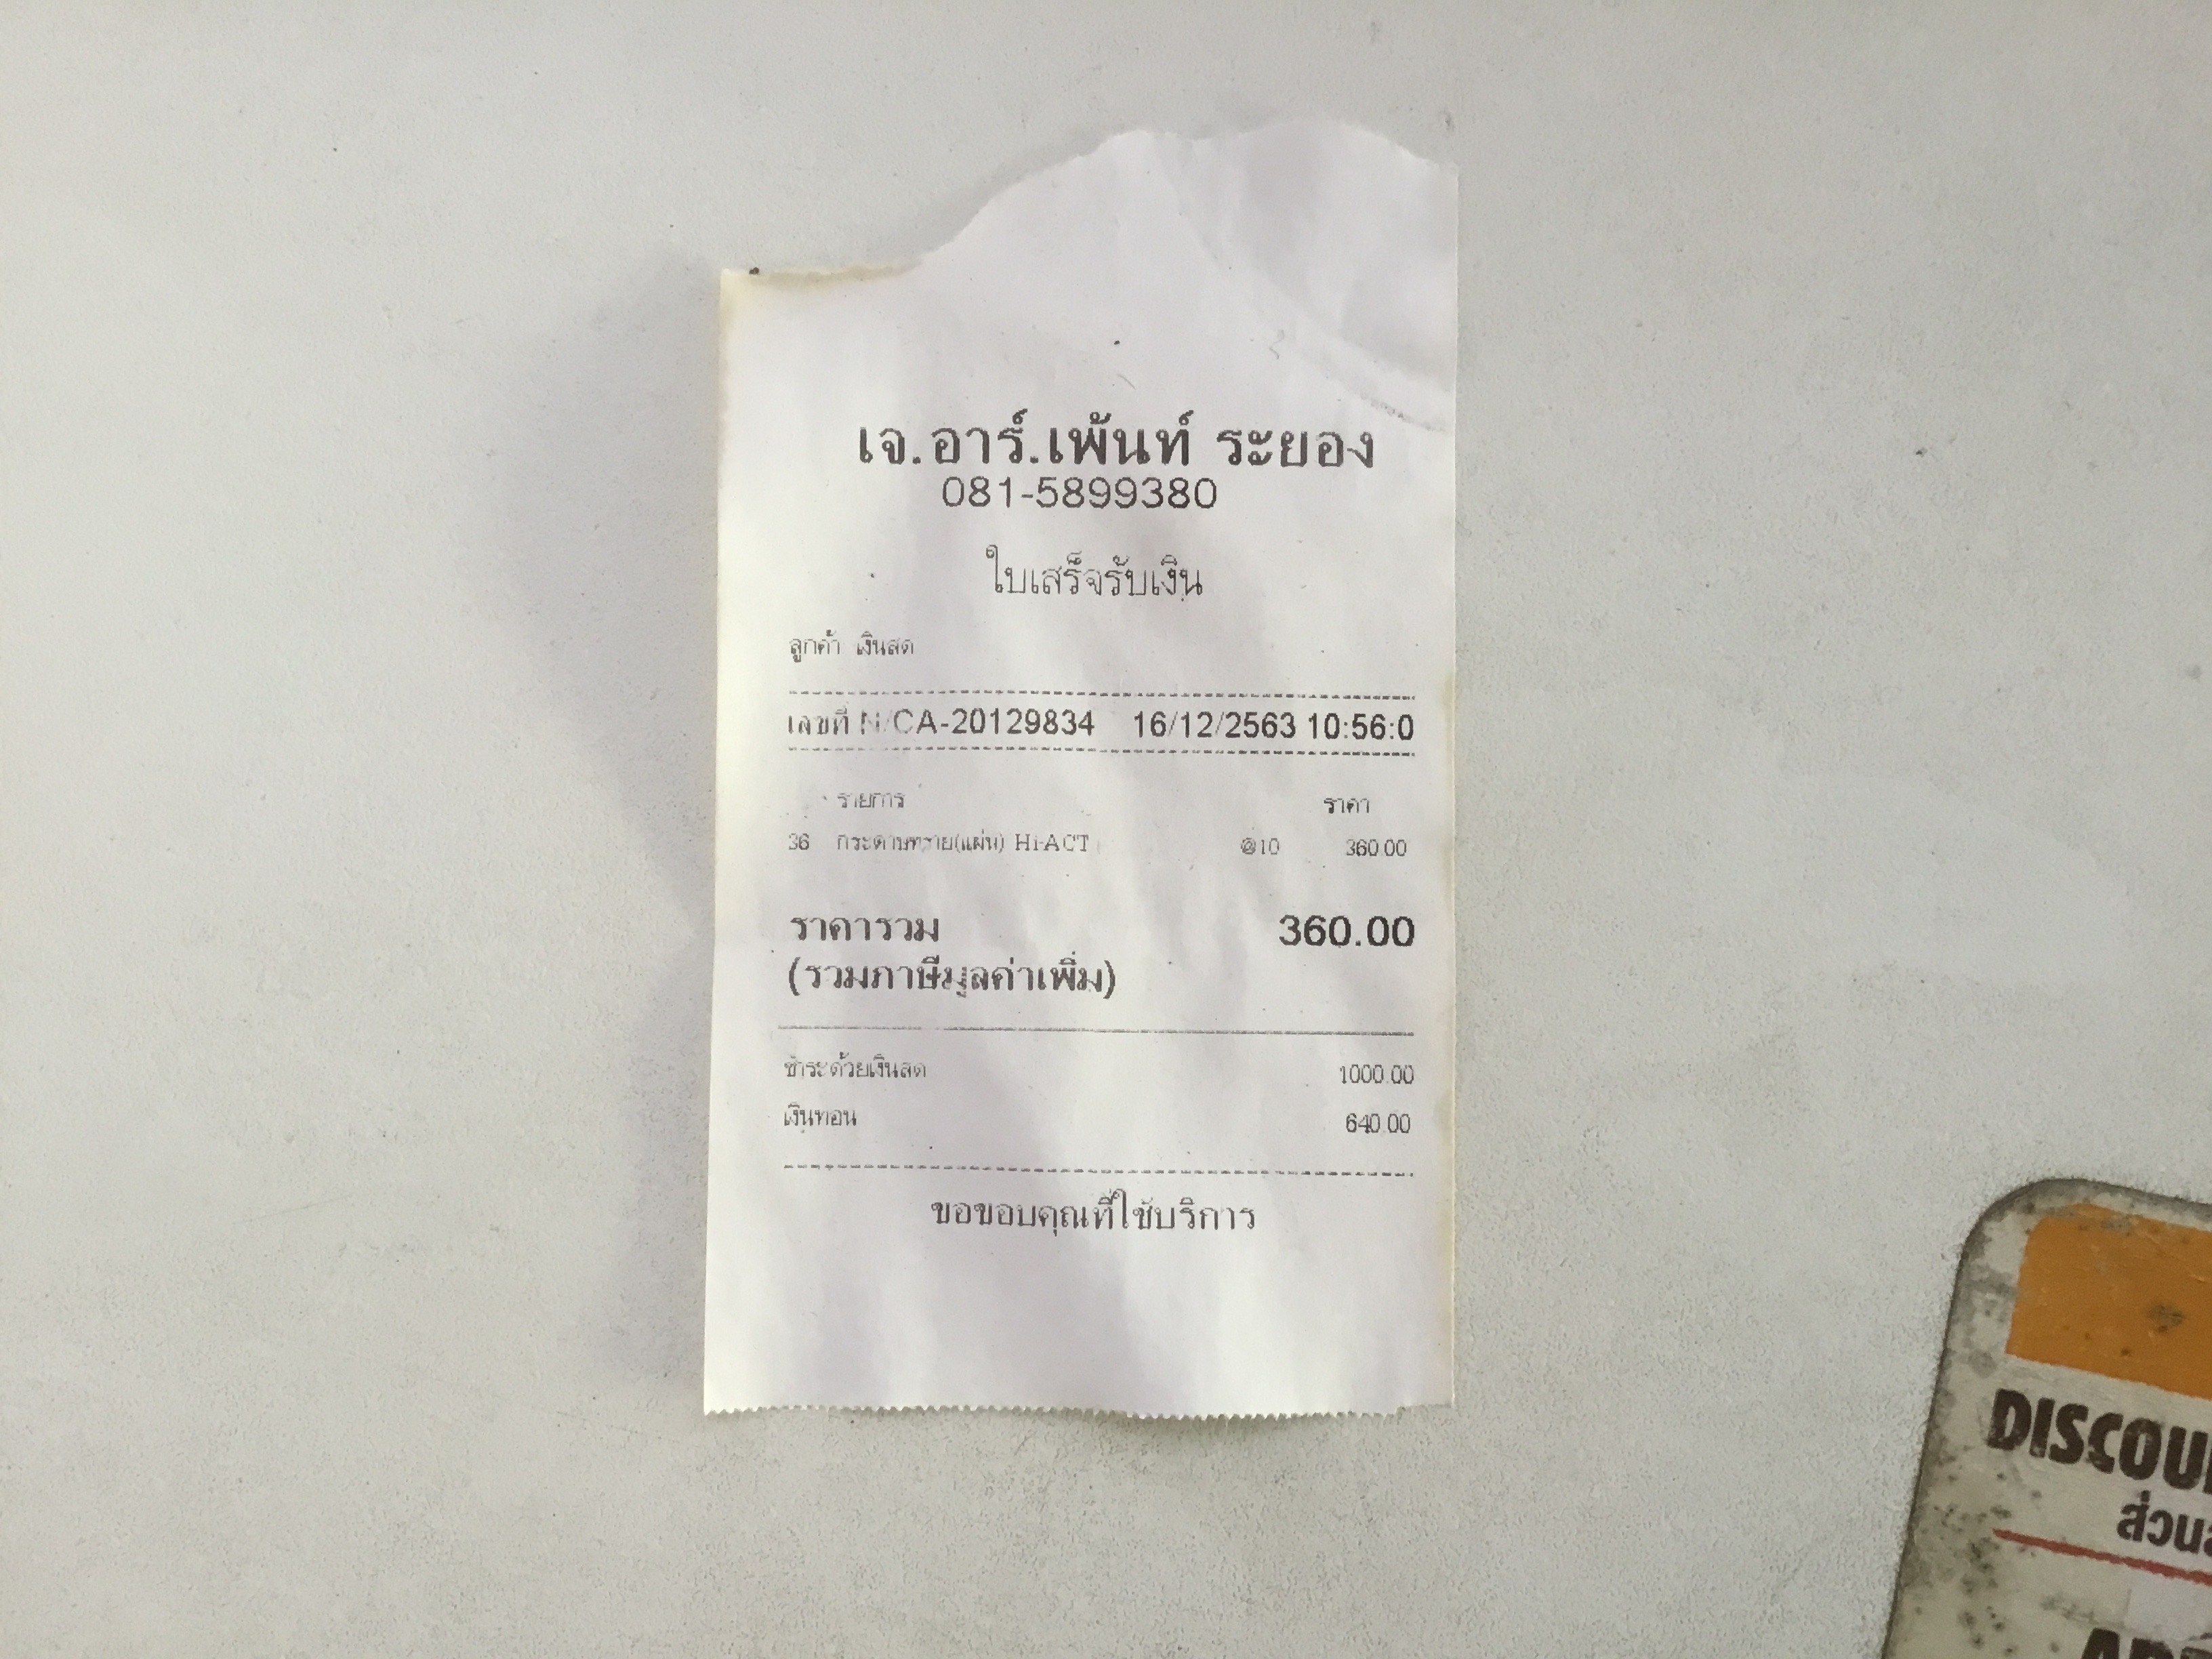 เจ.อาร์.เพ้นท์ ระยอง
081-5899380
ใบเสร็จรับเงิน
ลูกค้า เงินสด
เลขที่ N/CA-20129834 16/12/2563 10:56:0
รายการ ราคา
36 กระดาษทราย(แผ่น) HI-ACT @10 360.00
ราคารวม 360.00
(รวมภาษีมูลค่าเพิ่ม)
ชำระด้วยเงินสด 1000.00
เงินทอน 640.00
ขอขอบคุณที่ใช้บริการ
DISCOU
ส่วน